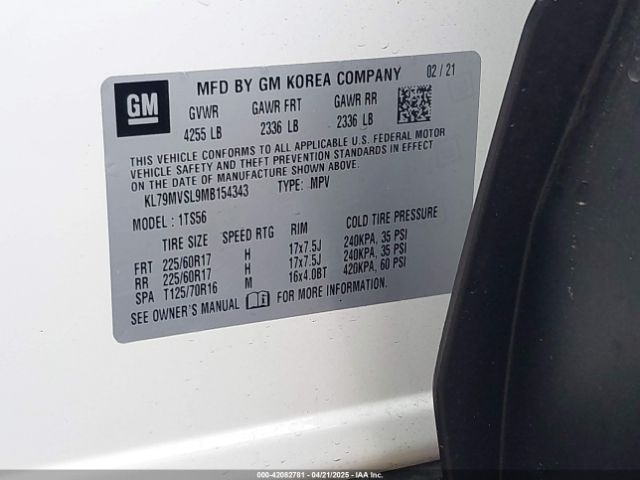 MFD BY GM KOREA COMPANY 02/21
GM
GVWR GAWR FRT GAWR RR
4255 LB 2336 LB 2336 LB
THIS VEHICLE CONFORMS TO ALL APPLICABLE U.S. FEDERAL MOTOR
VEHICLE SAFETY AND THEFT PREVENTION STANDARDS IN EFFECT
ON THE DATE OF MANUFACTURE SHOWN ABOVE.
KL79MVSL9MB154343 TYPE: MPV
MODEL: 1TS56
TIRE SIZE SPEED RTG RIM COLD TIRE PRESSURE
FRT 225/60R17 H 17x7.5J 240KPA, 35 PSI
RR 225/60R17 H 17x7.5J 240KPA, 35 PSI
SPA T125/70R16 M 16x4.0BT 420KPA, 60 PSI
SEE OWNER'S MANUAL FOR MORE INFORMATION.
000-42082781 - 04/21/2025 - IAA Inc.